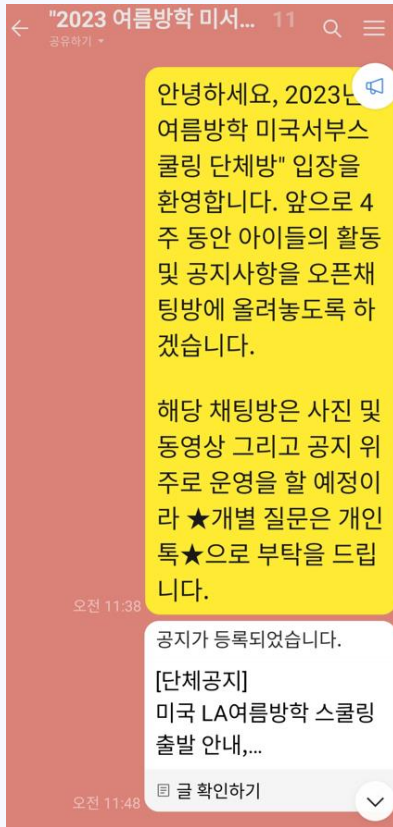 "2023 여름방학 미서... 11
공유하기
안녕하세요, 2023년
여름방학 미국서부스
쿨링 단체방" 입장을
환영합니다. 앞으로 4
주 동안 아이들의 활동
및 공지사항을 오픈채
팅방에 올려놓도록 하
겠습니다.
해당 채팅방은 사진 및
동영상 그리고 공지 위
주로 운영을 할 예정이
라 ★개별 질문은 개인
톡★으로 부탁을 드립
니다.
오전 11:38
공지가 등록되었습니다.
[단체공지]
미국 LA여름방학 스쿨링
출발 안내,...
글 확인하기
오전 11:48